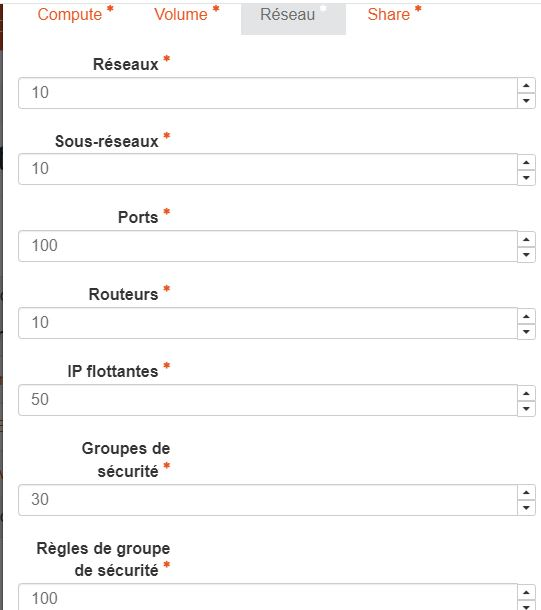 Compute * Volume * Réseau * Share *
Réseaux *
10
Sous-réseaux *
10
Ports *
100
Routeurs *
10
IP flottantes *
50
Groupes de
sécurité *
30
Règles de groupe
de sécurité *
100